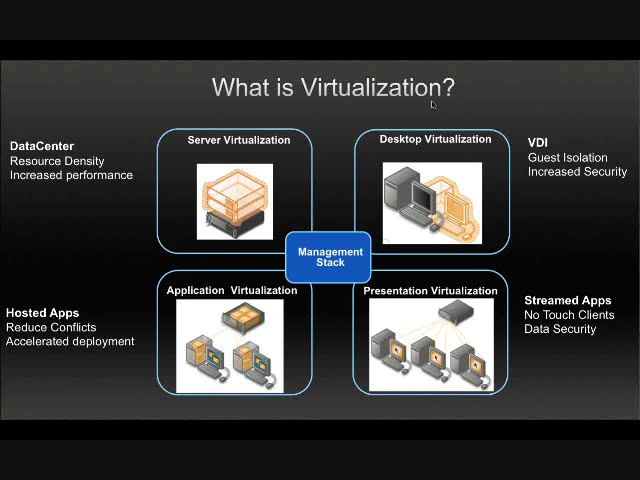 What is Virtualization?
DataCenter
Resource Density
Increased performance
Server Virtualization
Desktop Virtualization
VDI
Guest Isolation
Increased Security
Management
Stack
Hosted Apps
Reduce Conflicts
Accelerated deployment
Application Virtualization
Presentation Virtualization
Streamed Apps
No Touch Clients
Data Security